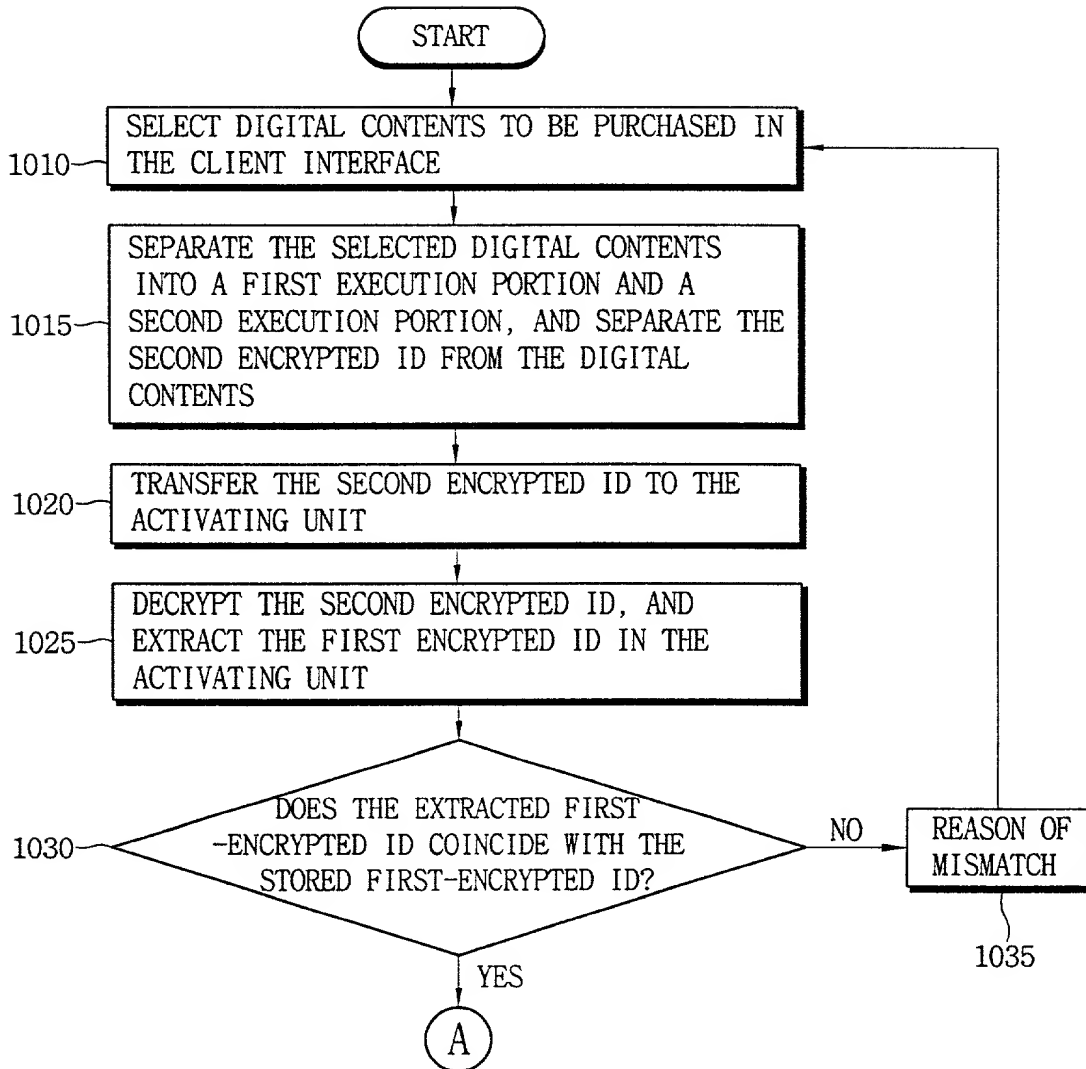 START
SELECT DIGITAL CONTENTS TO BE PURCHASED IN
THE CLIENT INTERFACE
1010
SEPARATE THE SELECTED DIGITAL CONTENTS
INTO A FIRST EXECUTION PORTION AND A
SECOND EXECUTION PORTION, AND SEPARATE THE
SECOND ENCRYPTED ID FROM THE DIGITAL
CONTENTS
1015
TRANSFER THE SECOND ENCRYPTED ID TO THE
ACTIVATING UNIT
1020
DECRYPT THE SECOND ENCRYPTED ID, AND
EXTRACT THE FIRST ENCRYPTED ID IN THE
ACTIVATING UNIT
1025
DOES THE EXTRACTED FIRST
-ENCRYPTED ID COINCIDE WITH THE
STORED FIRST-ENCRYPTED ID?
1030
NO
REASON OF
MISMATCH
1035
YES
A